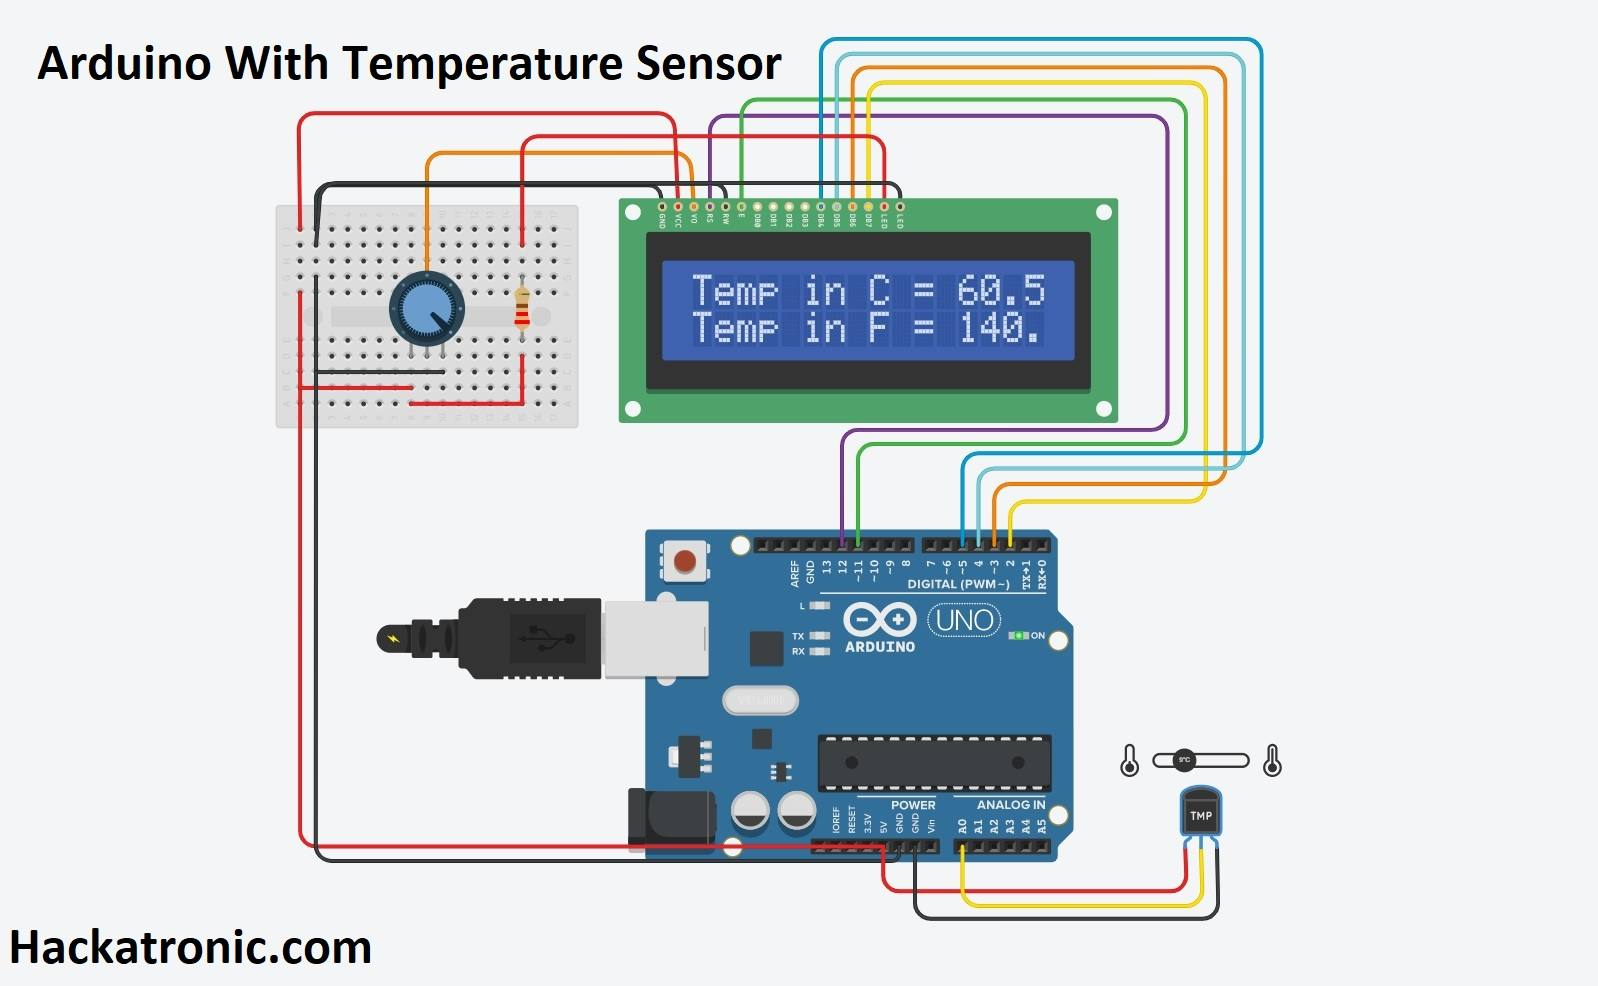 Arduino With Temperature Sensor
GND VCC VO RS RW E DB0 DB1 DB2 DB3 DB4 DB5 DB6 DB7 LED LED
Temp in C = 60.5
Temp in F = 140.
AREF GND 13 12 ~11 ~10 ~9 8 7 ~6 ~5 4 ~3 2 TX→1 RX←0
DIGITAL (PWM~)
L
TX
RX
UNO
ARDUINO
ON
POWER
ANALOG IN
IOREF RESET 3.3V 5V GND GND Vin A0 A1 A2 A3 A4 A5
TMP
Hackatronic.com